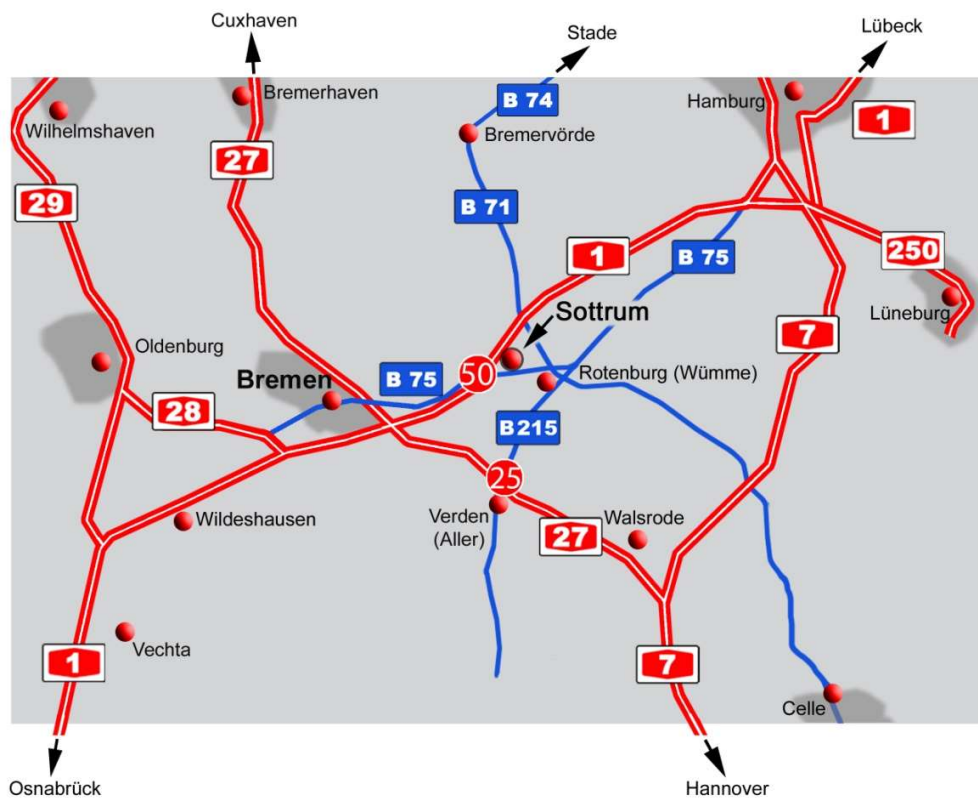 Cuxhaven
Stade
Lübeck
Bremerhaven
B 74
Hamburg
1
Wilhelmshaven
Bremervörde
27
29
B 71
1
B 75
250
Lüneburg
Sottrum
7
Oldenburg
Bremen
B 75
50
Rotenburg (Wümme)
28
B 215
25
Wildeshausen
Verden
(Aller)
27
Walsrode
Vechta
1
7
Celle
Osnabrück
Hannover